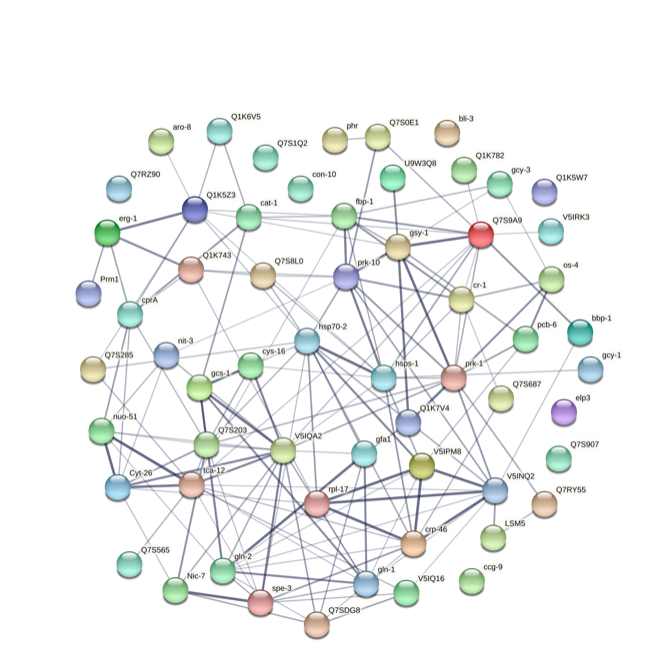 Q1K6V5
aro-8
phr
Q7S0E1
bli-3
Q7S1Q2
Q1K782
U9W3Q8
gcy-3
Q7RZ90
con-10
Q1K5W7
Q1K5Z3
cat-1
fbp-1
erg-1
Q7S9A9
V5IRK3
gsy-1
Q1K743
Q7S8L0
prk-10
os-4
Prm1
cr-1
cprA
bbp-1
hsp70-2
pcb-6
nit-3
Q7S285
cys-16
hsps-1
prk-1
gcy-1
gcs-1
Q7S687
elp3
Q1K7V4
nuo-51
Q7S203
V5IQA2
gfa1
V5IPM8
Q7S907
Cyt-26
tca-12
V5INQ2
rpl-17
Q7RY55
crp-46
LSM5
Q7S565
gln-2
gln-1
ccg-9
Nic-7
V5IQ16
spe-3
Q7SDG8